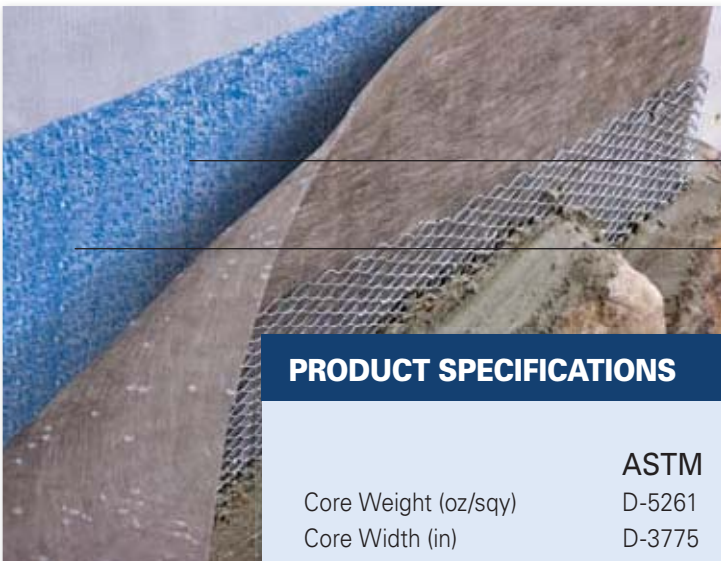 PRODUCT SPECIFICATIONS
ASTM
Core Weight (oz/sqy) D-5261
Core Width (in) D-3775